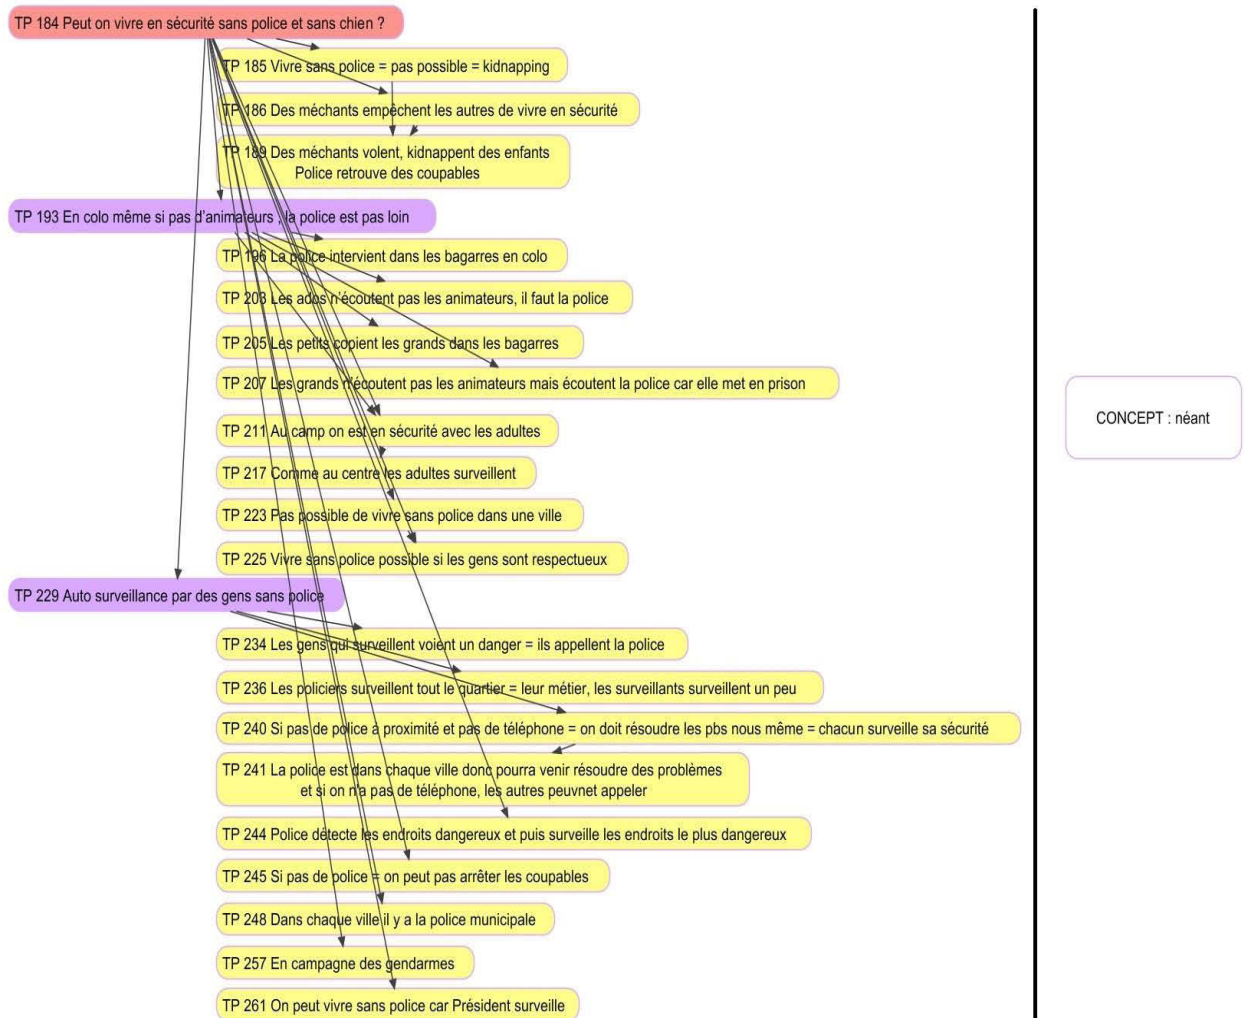 TP 184 Peut on vivre en sécurité sans police et sans chien ?
TP 185 Vivre sans police = pas possible = kidnapping
TP 186 Des méchants empêchent les autres de vivre en sécurité
TP 189 Des méchants volent, kidnappent des enfants
Police retrouve des coupables
TP 193 En colo même si pas d'animateurs , la police est pas loin
TP 196 La police intervient dans les bagarres en colo
TP 203 Les ados n'écoutent pas les animateurs, il faut la police
TP 205 Les petits copient les grands dans les bagarres
TP 207 Les grands n'écoutent pas les animateurs mais écoutent la police car elle met en prison
CONCEPT : néant
TP 211 Au camp on est en sécurité avec les adultes
TP 217 Comme au centre les adultes surveillent
TP 223 Pas possible de vivre sans police dans une ville
TP 225 Vivre sans police possible si les gens sont respectueux
TP 229 Auto surveillance par des gens sans police
TP 234 Les gens qui surveillent voient un danger = ils appellent la police
TP 236 Les policiers surveillent tout le quartier = leur métier, les surveillants surveillent un peu
TP 240 Si pas de police à proximité et pas de téléphone = on doit résoudre les pbs nous même = chacun surveille sa sécurité
TP 241 La police est dans chaque ville donc pourra venir résoudre des problèmes
et si on n'a pas de téléphone, les autres peuvnet appeler
TP 244 Police détecte les endroits dangereux et puis surveille les endroits le plus dangereux
TP 245 Si pas de police = on peut pas arrêter les coupables
TP 248 Dans chaque ville il y a la police municipale
TP 257 En campagne des gendarmes
TP 261 On peut vivre sans police car Président surveille